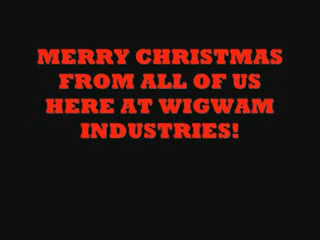 MERRY CHRISTMAS
FROM ALL OF US
HERE AT WIGWAM
INDUSTRIES!